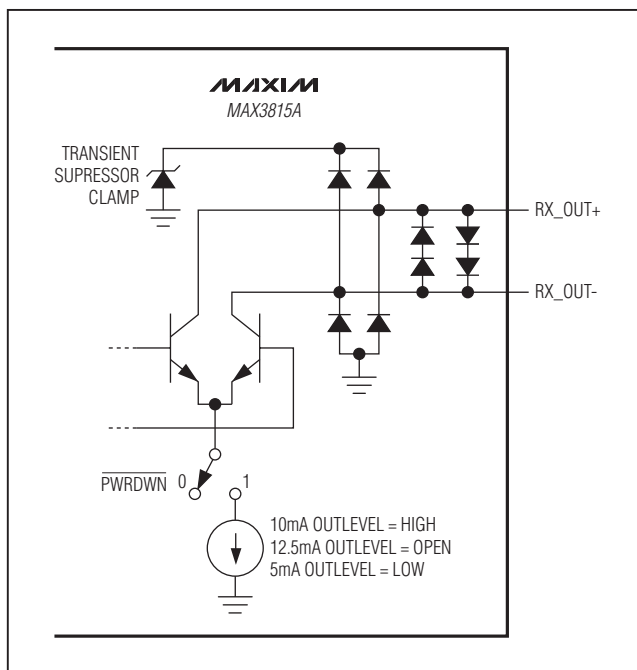 MAXIM
MAX3815A
TRANSIENT
SUPRESSOR
CLAMP
RX_OUT+
RX_OUT-
PWRDWN 0 1
10mA OUTLEVEL = HIGH
12.5mA OUTLEVEL = OPEN
5mA OUTLEVEL = LOW